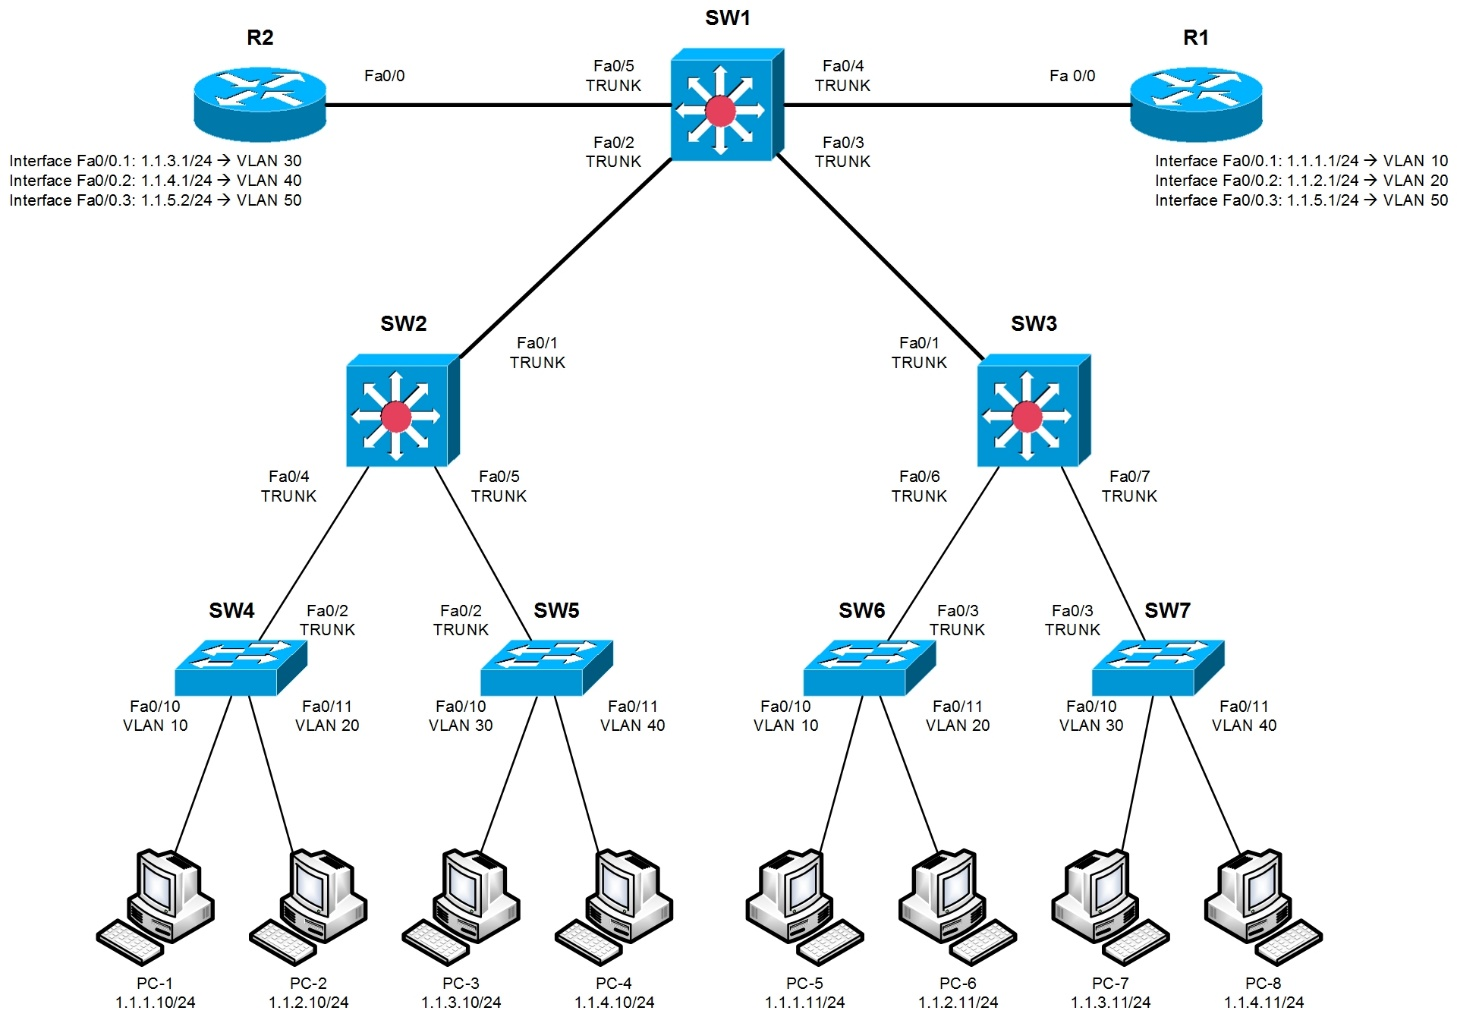 SW1
R2
R1
Fa0/0
Fa0/5
TRUNK
Fa0/4
TRUNK
Fa 0/0
Fa0/2
TRUNK
Fa0/3
TRUNK
Interface Fa0/0.1: 1.1.3.1/24 → VLAN 30
Interface Fa0/0.2: 1.1.4.1/24 → VLAN 40
Interface Fa0/0.3: 1.1.5.2/24 → VLAN 50
Interface Fa0/0.1: 1.1.1.1/24 → VLAN 10
Interface Fa0/0.2: 1.1.2.1/24 → VLAN 20
Interface Fa0/0.3: 1.1.5.1/24 → VLAN 50
SW2
SW3
Fa0/1
TRUNK
Fa0/1
TRUNK
Fa0/4
TRUNK
Fa0/5
TRUNK
Fa0/6
TRUNK
Fa0/7
TRUNK
SW4
Fa0/2
TRUNK
Fa0/2
TRUNK
SW5
SW6
Fa0/3
TRUNK
Fa0/3
TRUNK
SW7
Fa0/10
VLAN 10
Fa0/11
VLAN 20
Fa0/10
VLAN 30
Fa0/11
VLAN 40
Fa0/10
VLAN 10
Fa0/11
VLAN 20
Fa0/10
VLAN 30
Fa0/11
VLAN 40
PC-1
1.1.1.10/24
PC-2
1.1.2.10/24
PC-3
1.1.3.10/24
PC-4
1.1.4.10/24
PC-5
1.1.1.11/24
PC-6
1.1.2.11/24
PC-7
1.1.3.11/24
PC-8
1.1.4.11/24